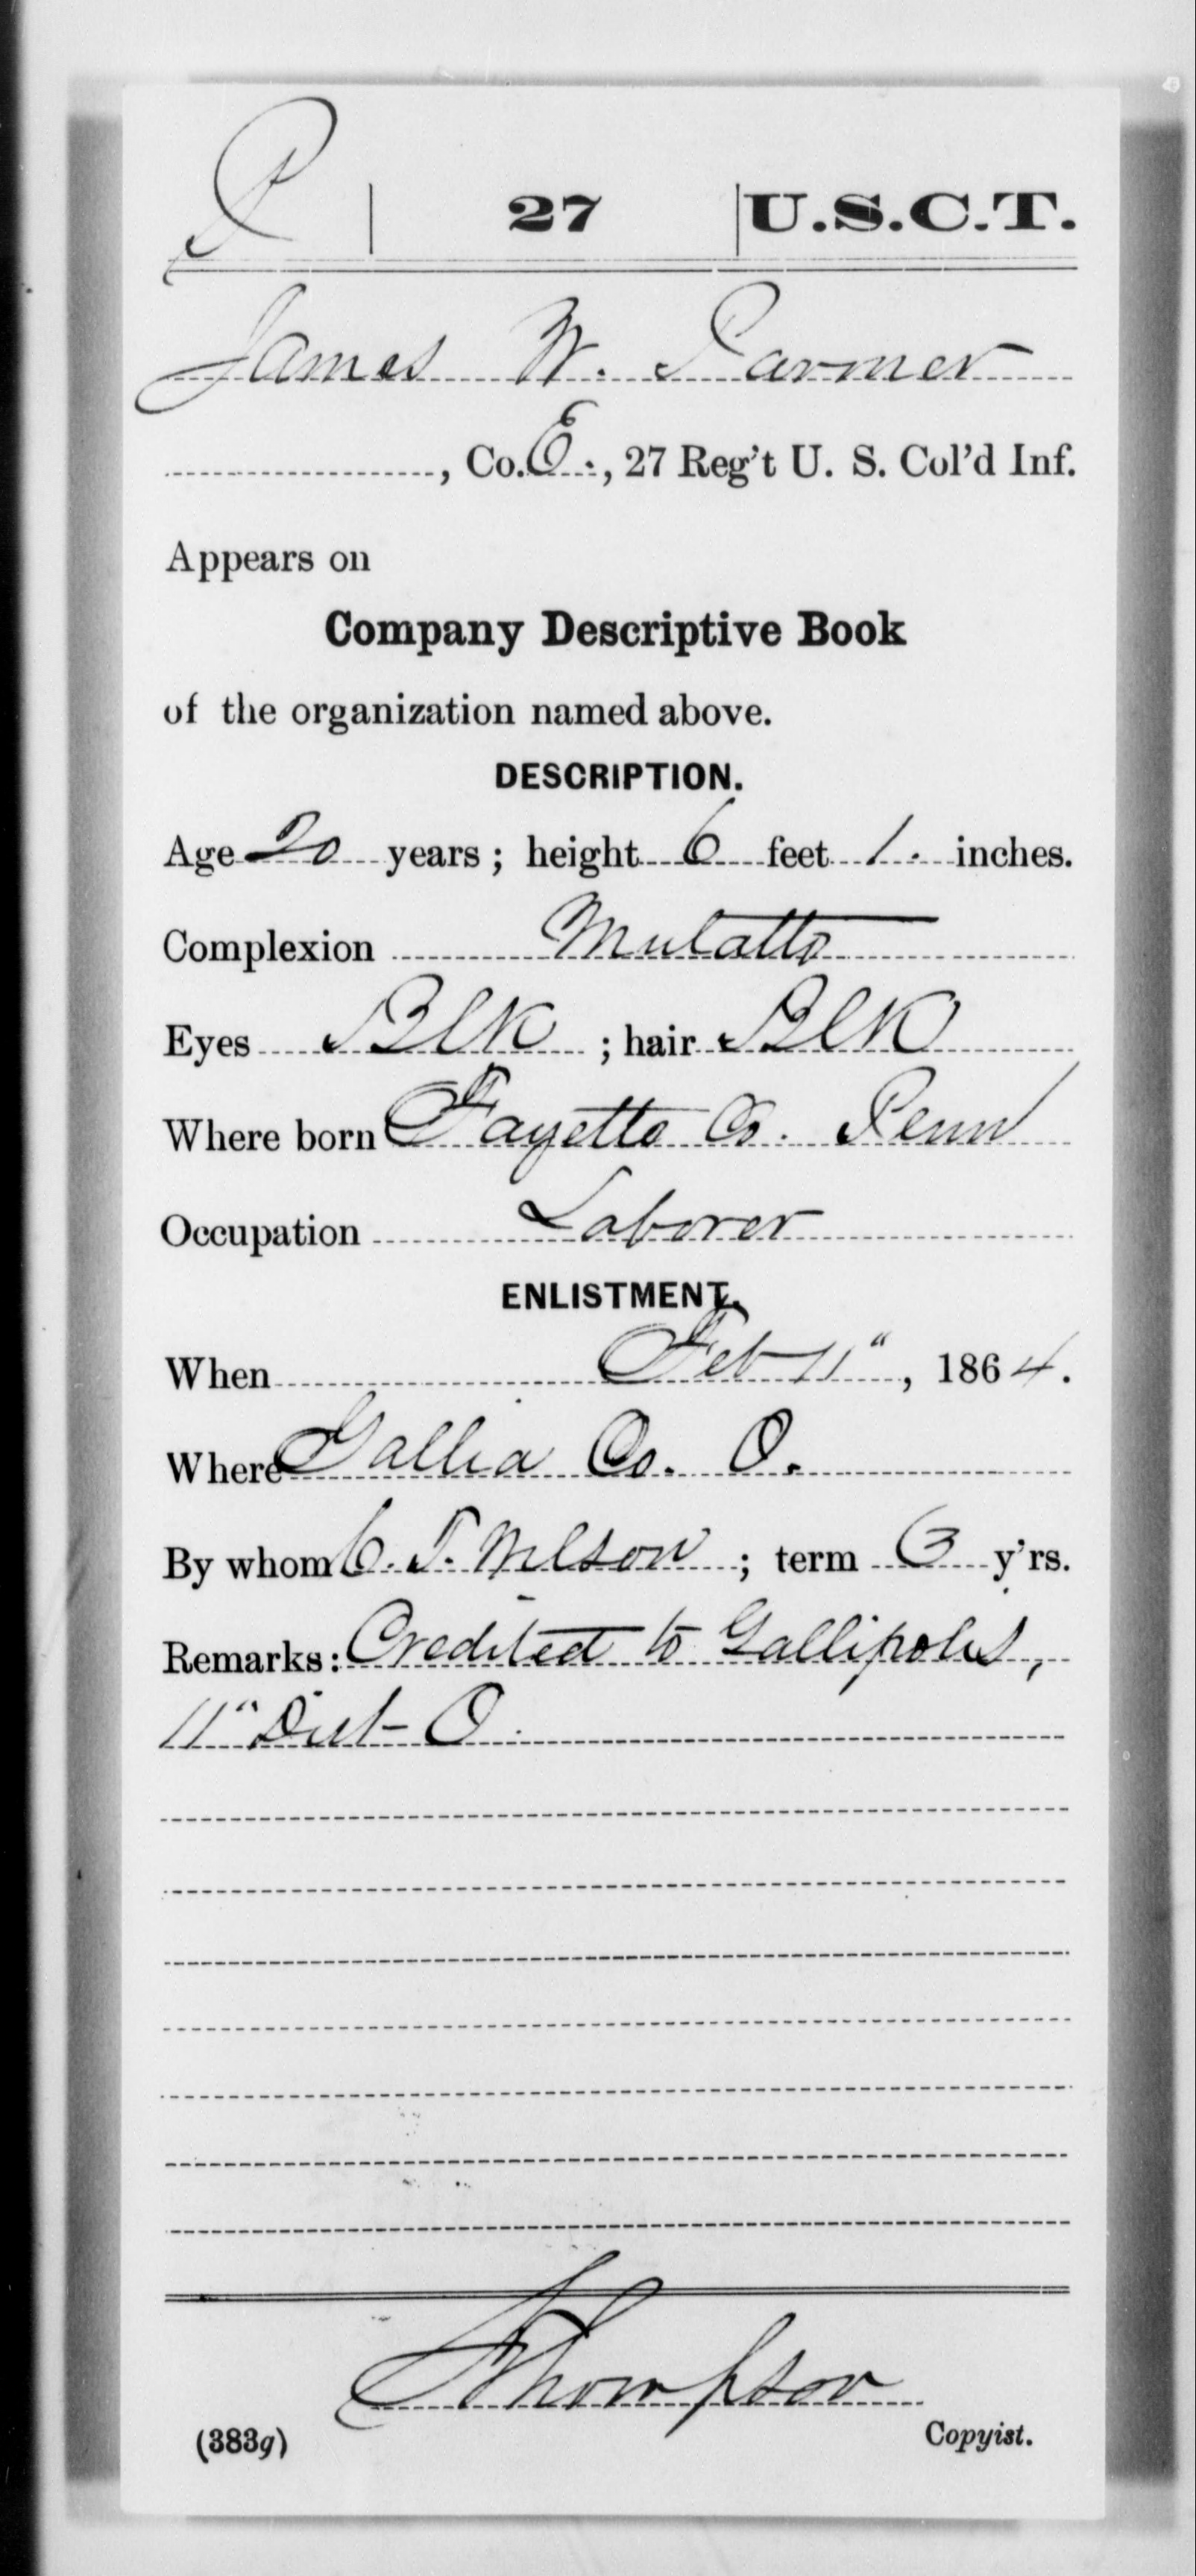 P | 27 | U.S.C.T.
James W. Parmer
, Co. E., 27 Reg't U. S. Col'd Inf.
Appears on
Company Descriptive Book
of the organization named above.
DESCRIPTION.
Age 20 years; height 6 feet 1. inches.
Complexion Mulatto
Eyes Blk; hair Blk
Where born Fayette Co. Penn
Occupation Laborer
ENLISTMENT.
When Feb 11", 1864.
Where Gallia Co. O.
By whom C. T. Nelson; term 3 y'rs.
Remarks: Credited to Gallipolis,
11" Dist O.
Thompson
(383g) Copyist.